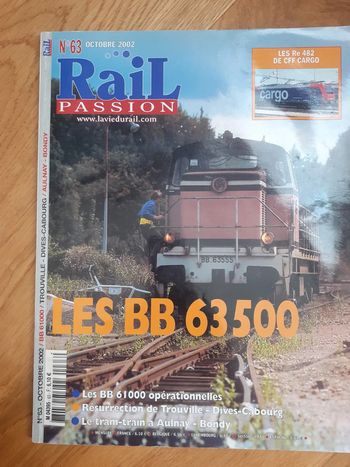 N°63 OCTOBRE 2002
LES Re 482
DE CFF CARGO
cargo
RaiL
PASSION
www.laviedurail.com
BB 63555
LES BB 63500
Les BB 61000 opérationnelles
Résurrection de Trouville - Dives-Cabourg
Le tram-train à Aulnay - Bondy
N°63 - OCTOBRE 2002 / BB 61000 / TROUVILLE - DIVES-CABOURG / AULNAY - BONDY